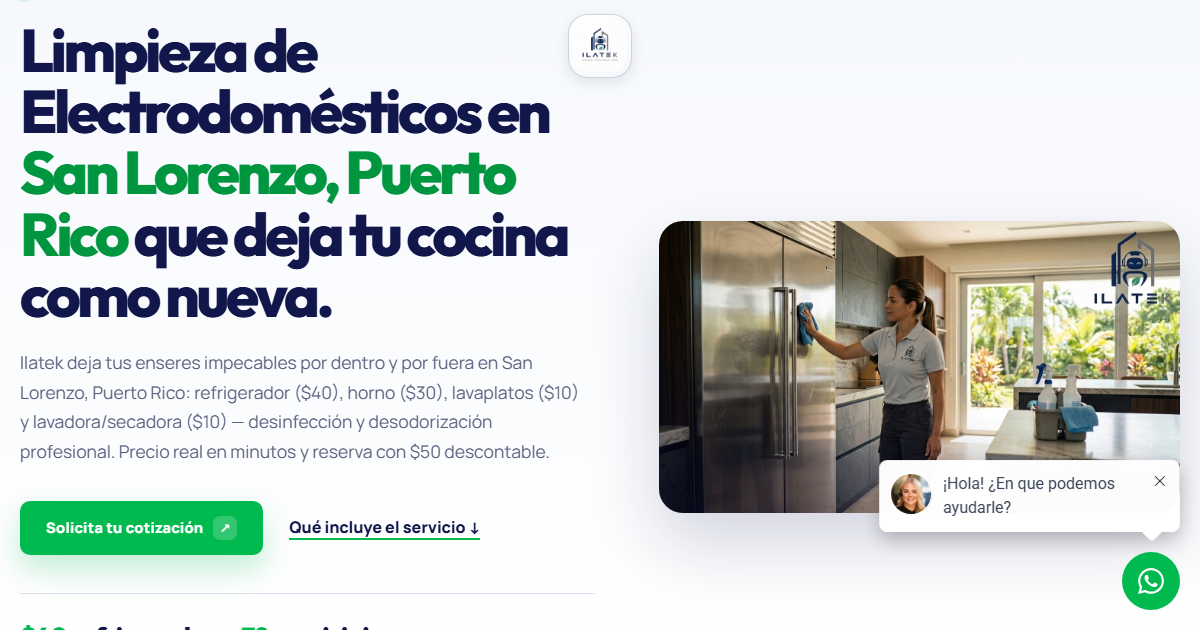 ILATEK
Limpieza de
Electrodomésticos en
San Lorenzo, Puerto
Rico que deja tu cocina
como nueva.
Ilatek deja tus enseres impecables por dentro y por fuera en San
Lorenzo, Puerto Rico: refrigerador ($40), horno ($30), lavaplatos ($10)
y lavadora/secadora ($10) — desinfección y desodorización
profesional. Precio real en minutos y reserva con $50 descontable.
Solicita tu cotización ↗
Qué incluye el servicio ↓
ILATEK
¡Hola! ¿En que podemos
ayudarle?